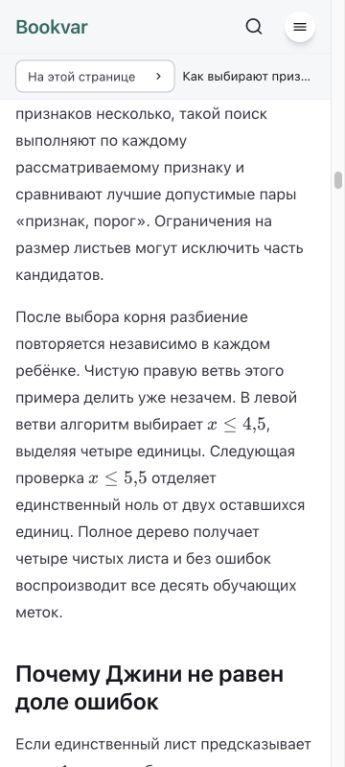 Bookvar
На этой странице
Как выбирают приз...
признаков несколько, такой поиск
выполняют по каждому
рассматриваемому признаку и
сравнивают лучшие допустимые пары
«признак, порог». Ограничения на
размер листьев могут исключить часть
кандидатов.
После выбора корня разбиение
повторяется независимо в каждом
ребёнке. Чистую правую ветвь этого
примера делить уже незачем. В левой
ветви алгоритм выбирает x ≤ 4,5,
выделяя четыре единицы. Следующая
проверка x ≤ 5,5 отделяет
единственный ноль от двух оставшихся
единиц. Полное дерево получает
четыре чистых листа и без ошибок
воспроизводит все десять обучающих
меток.
Почему Джини не равен
доле ошибок
Если единственный лист предсказывает